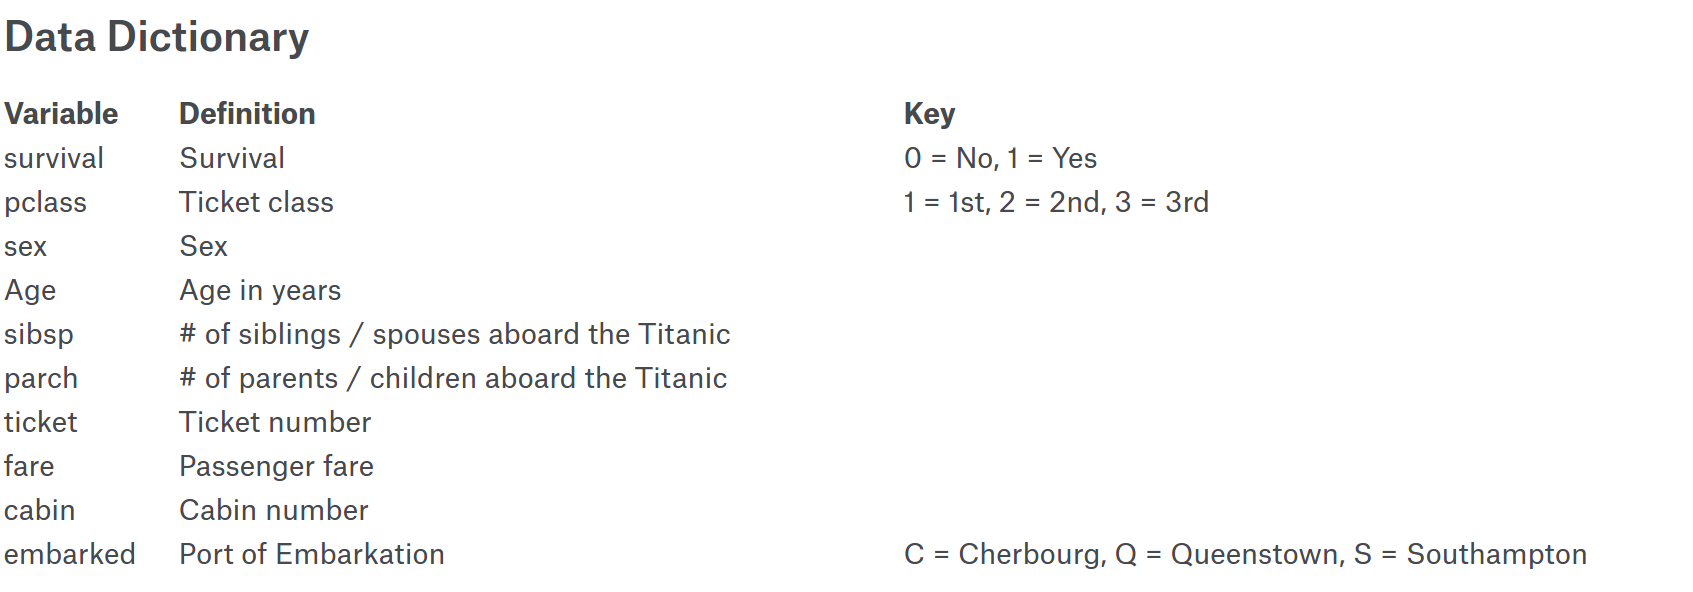 Data Dictionary
Variable Definition Key
survival Survival 0 = No, 1 = Yes
pclass Ticket class 1 = 1st, 2 = 2nd, 3 = 3rd
sex Sex
Age Age in years
sibsp # of siblings / spouses aboard the Titanic
parch # of parents / children aboard the Titanic
ticket Ticket number
fare Passenger fare
cabin Cabin number
embarked Port of Embarkation C = Cherbourg, Q = Queenstown, S = Southampton